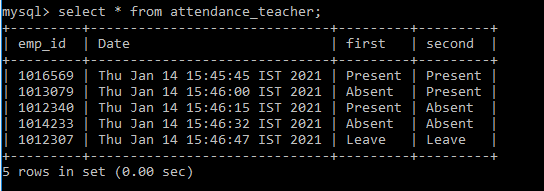 mysql> select * from attendance_teacher;
+---------+------------------------------+---------+---------+
| emp_id | Date | first | second |
+---------+------------------------------+---------+---------+
| 1016569 | Thu Jan 14 15:45:45 IST 2021 | Present | Present |
| 1013079 | Thu Jan 14 15:46:00 IST 2021 | Absent | Present |
| 1012340 | Thu Jan 14 15:46:15 IST 2021 | Present | Absent |
| 1014233 | Thu Jan 14 15:46:32 IST 2021 | Absent | Absent |
| 1012307 | Thu Jan 14 15:46:47 IST 2021 | Leave | Leave |
+---------+------------------------------+---------+---------+
5 rows in set (0.00 sec)